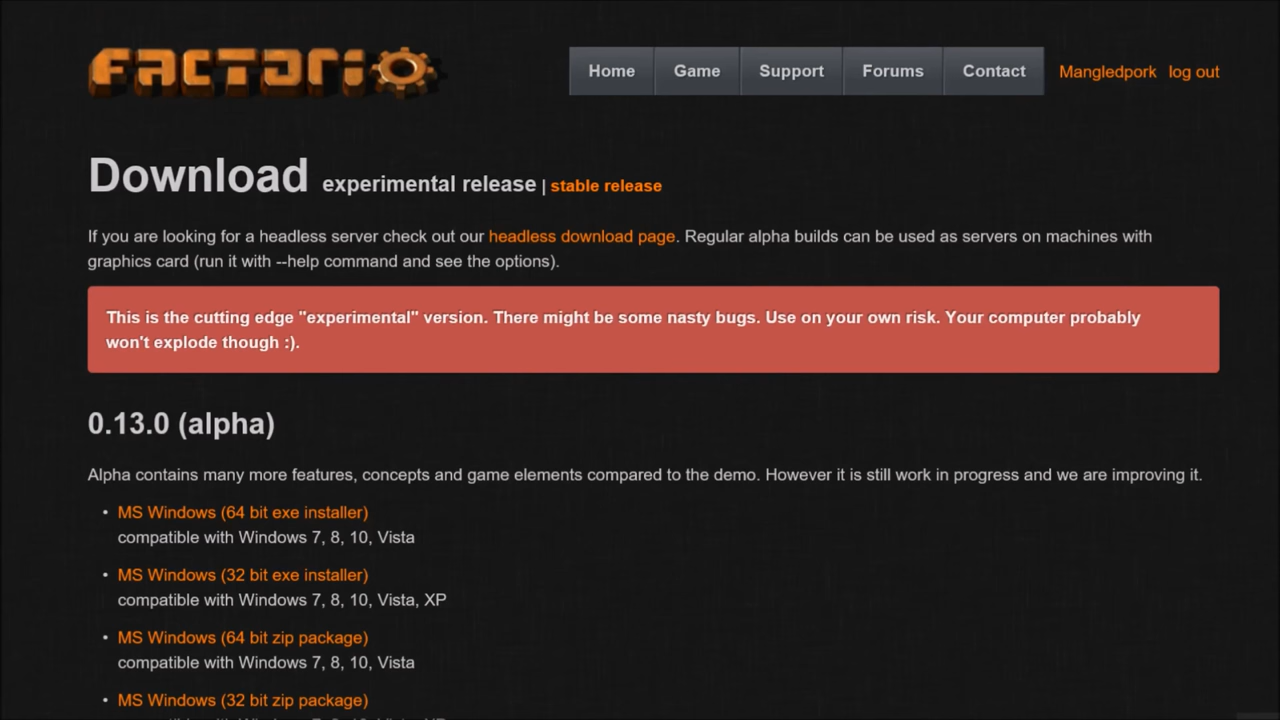 FACTORIO
Home Game Support Forums Contact Mangledpork log out
Download experimental release | stable release
If you are looking for a headless server check out our headless download page. Regular alpha builds can be used as servers on machines with
graphics card (run it with --help command and see the options).
This is the cutting edge "experimental" version. There might be some nasty bugs. Use on your own risk. Your computer probably
won't explode though :).
0.13.0 (alpha)
Alpha contains many more features, concepts and game elements compared to the demo. However it is still work in progress and we are improving it.
• MS Windows (64 bit exe installer)
compatible with Windows 7, 8, 10, Vista
• MS Windows (32 bit exe installer)
compatible with Windows 7, 8, 10, Vista, XP
• MS Windows (64 bit zip package)
compatible with Windows 7, 8, 10, Vista
• MS Windows (32 bit zip package)